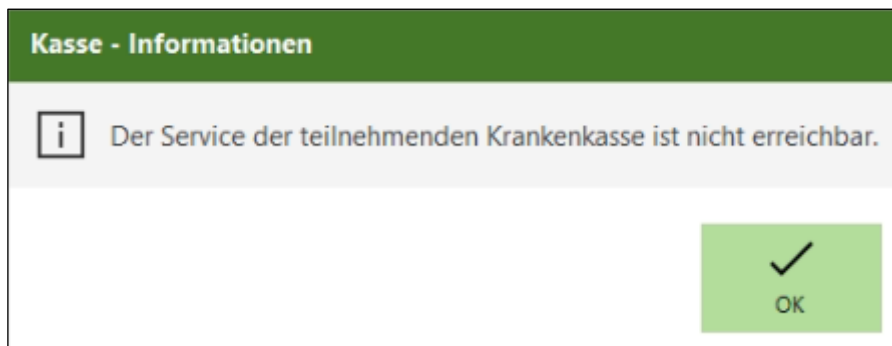 Kasse - Informationen
i Der Service der teilnehmenden Krankenkasse ist nicht erreichbar.
OK